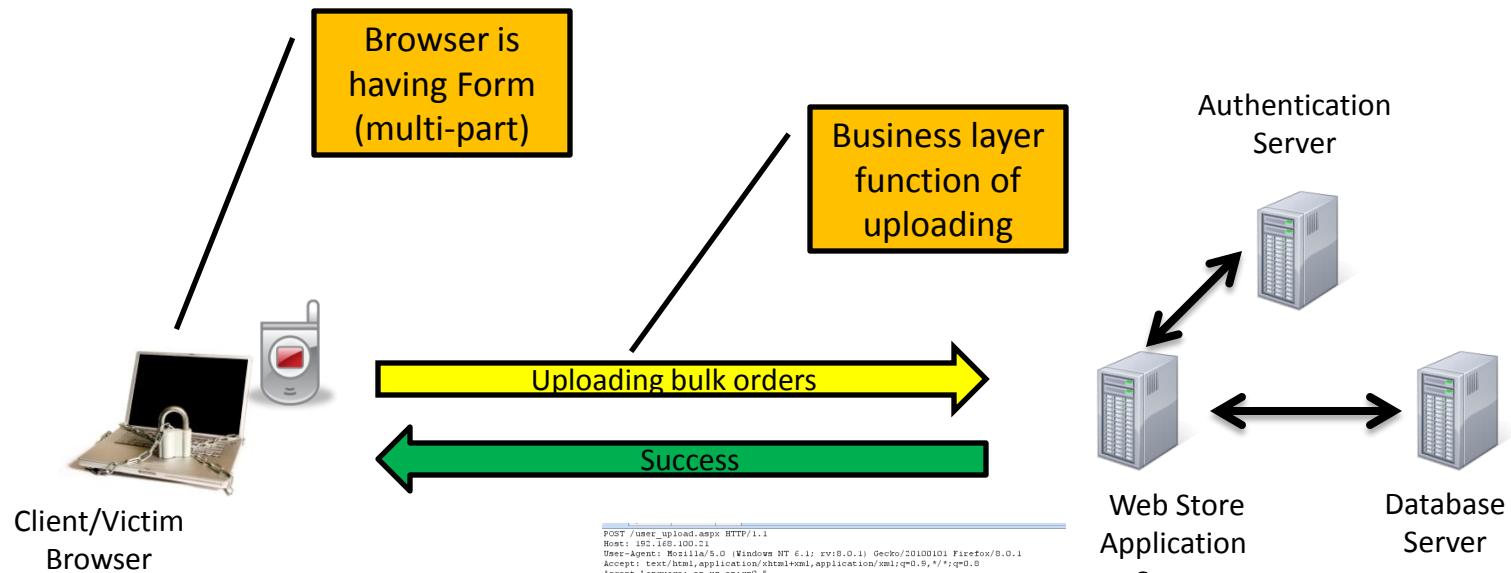 Browser is
having Form
(multi-part)
Business layer
function of
uploading
Authentication
Server
Uploading bulk orders
Success
Client/Victim
Browser
Web Store
Application
Database
Server
POST /user_upload.aspx HTTP/1.1
Host: 192.168.100.21
User-Agent: Mozilla/5.0 (Windows NT 6.1; rv:8.0.1) Gecko/20100101 Firefox/8.0.1
Accept: text/html,application/xhtml+xml,application/xml;q=0.9,*/*;q=0.8